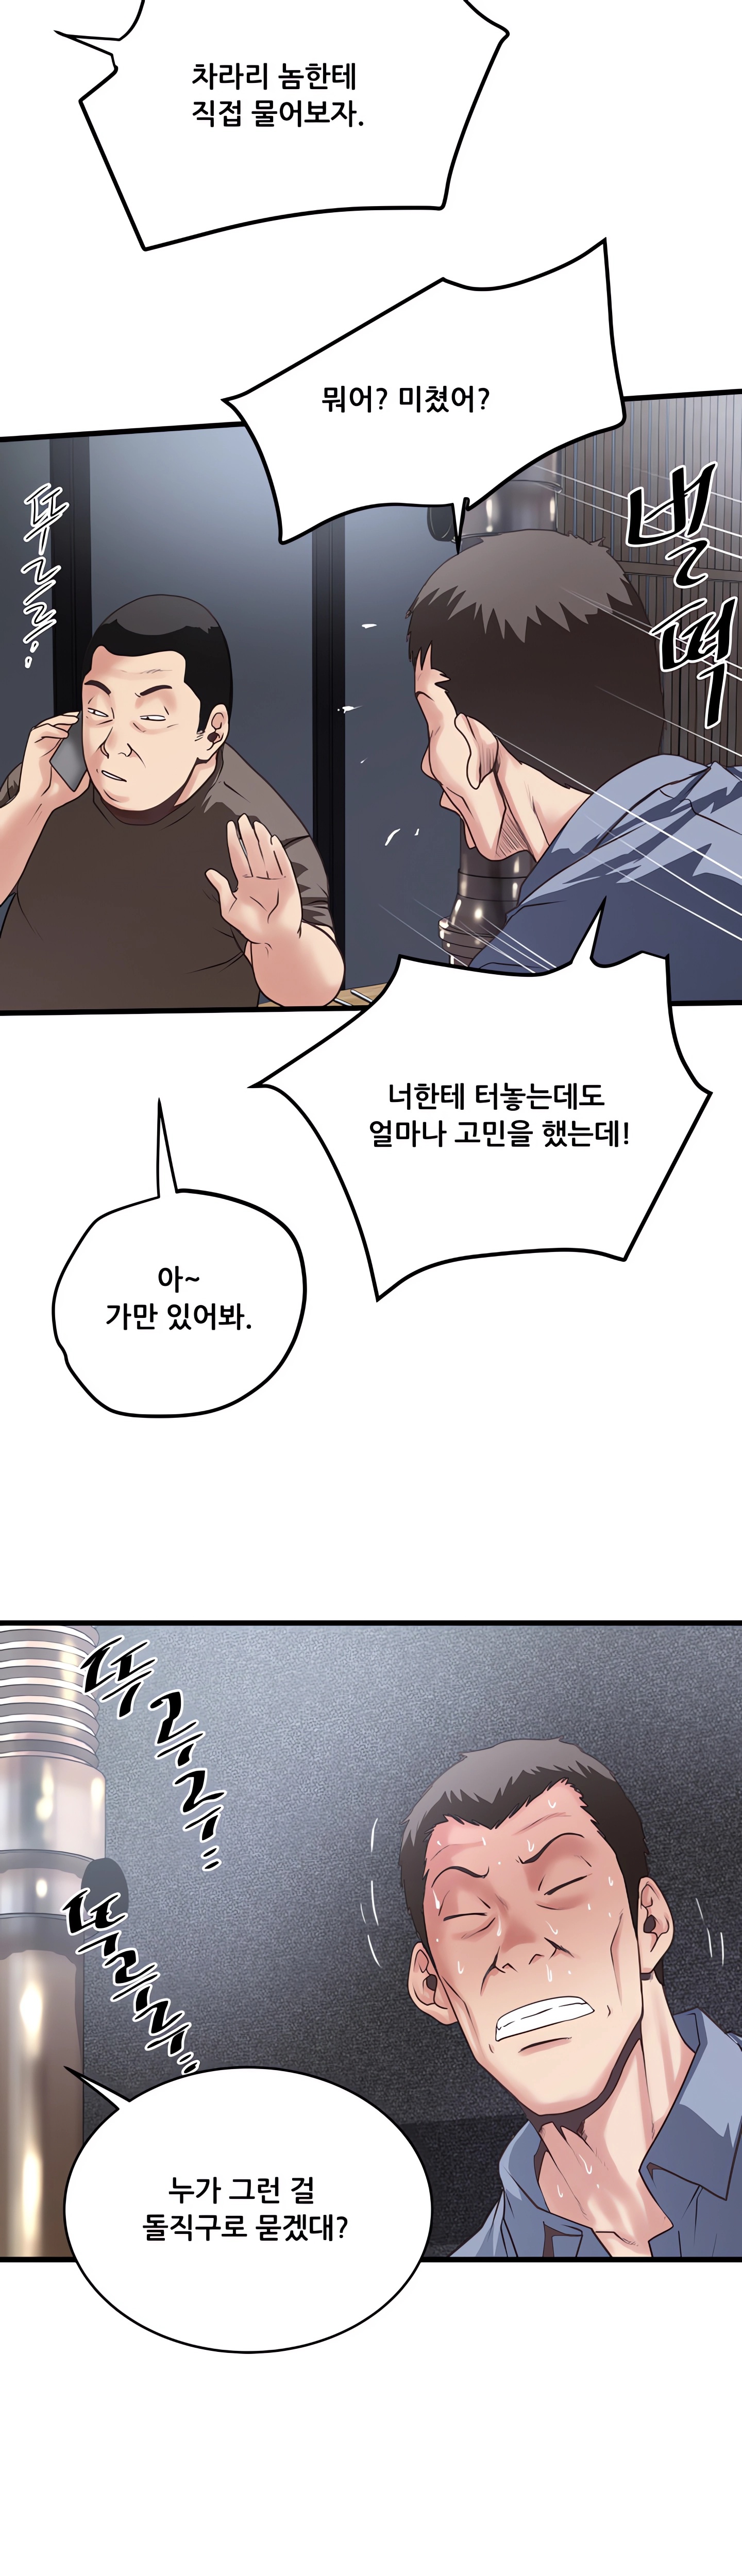 차라리 놈한테
직접 물어보자.
뭐어? 미쳤어?
벌
떡
뚜
르
르
너한테 터놓는데도
얼마나 고민을 했는데!
아~
가만 있어봐.
뚜
르
르
뚜
르
르
누가 그런 걸
돌직구로 묻겠대?